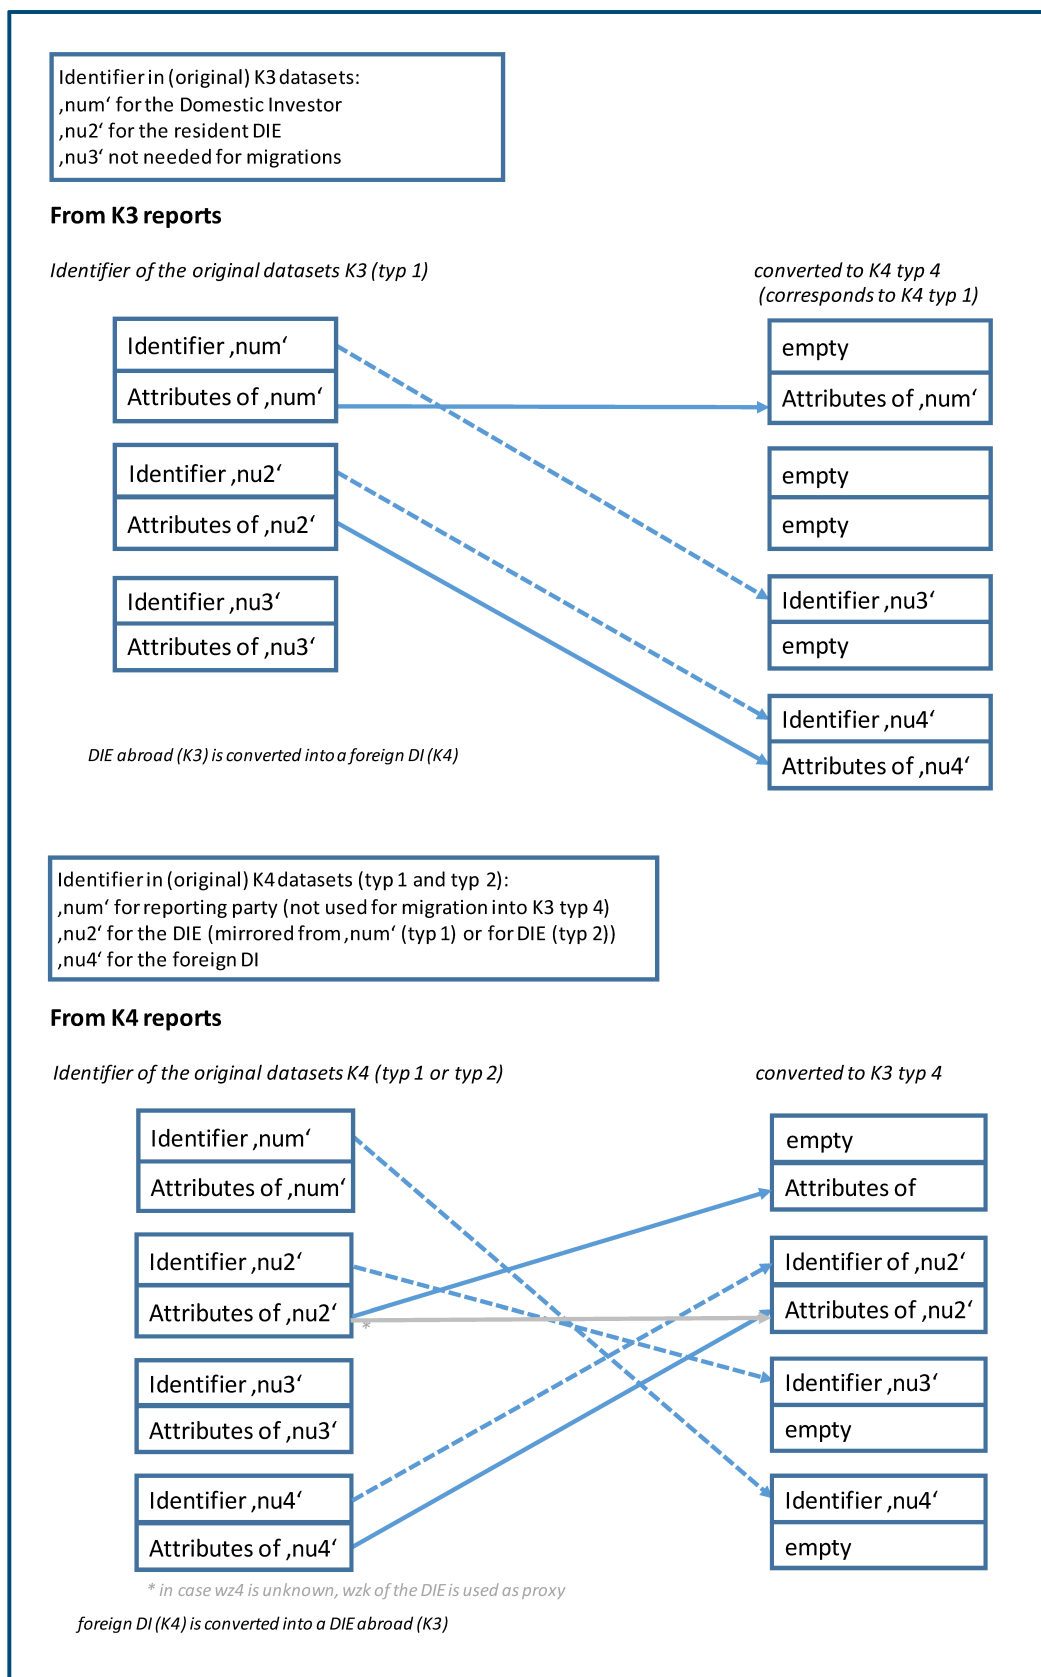 Identifier in (original) K3 datasets:
‚num‘ for the Domestic Investor
‚nu2‘ for the resident DIE
‚nu3‘ not needed for migrations
From K3 reports
Identifier of the original datasets K3 (typ 1)
converted to K4 typ 4
(corresponds to K4 typ 1)
Identifier ‚num‘
empty
Attributes of ‚num‘
Attributes of ‚num‘
Identifier ‚nu2‘
empty
Attributes of ‚nu2‘
empty
Identifier ‚nu3‘
Identifier ‚nu3‘
Attributes of ‚nu3‘
empty
Identifier ‚nu4‘
Attributes of ‚nu4‘
DIE abroad (K3) is converted into a foreign DI (K4)
Identifier in (original) K4 datasets (typ 1 and typ 2):
‚num‘ for reporting party (not used for migration into K3 typ 4)
‚nu2‘ for the DIE (mirrored from ‚num‘ (typ 1) or for DIE (typ 2))
‚nu4‘ for the foreign DI
From K4 reports
Identifier of the original datasets K4 (typ 1 or typ 2)
converted to K3 typ 4
Identifier ‚num‘
empty
Attributes of ‚num‘
Attributes of
Identifier ‚nu2‘
Identifier of ‚nu2‘
Attributes of ‚nu2‘
Attributes of ‚nu2‘
*
Identifier ‚nu3‘
Identifier ‚nu3‘
Attributes of ‚nu3‘
empty
Identifier ‚nu4‘
Identifier ‚nu4‘
Attributes of ‚nu4‘
empty
* in case wz4 is unknown, wzk of the DIE is used as proxy
foreign DI (K4) is converted into a DIE abroad (K3)